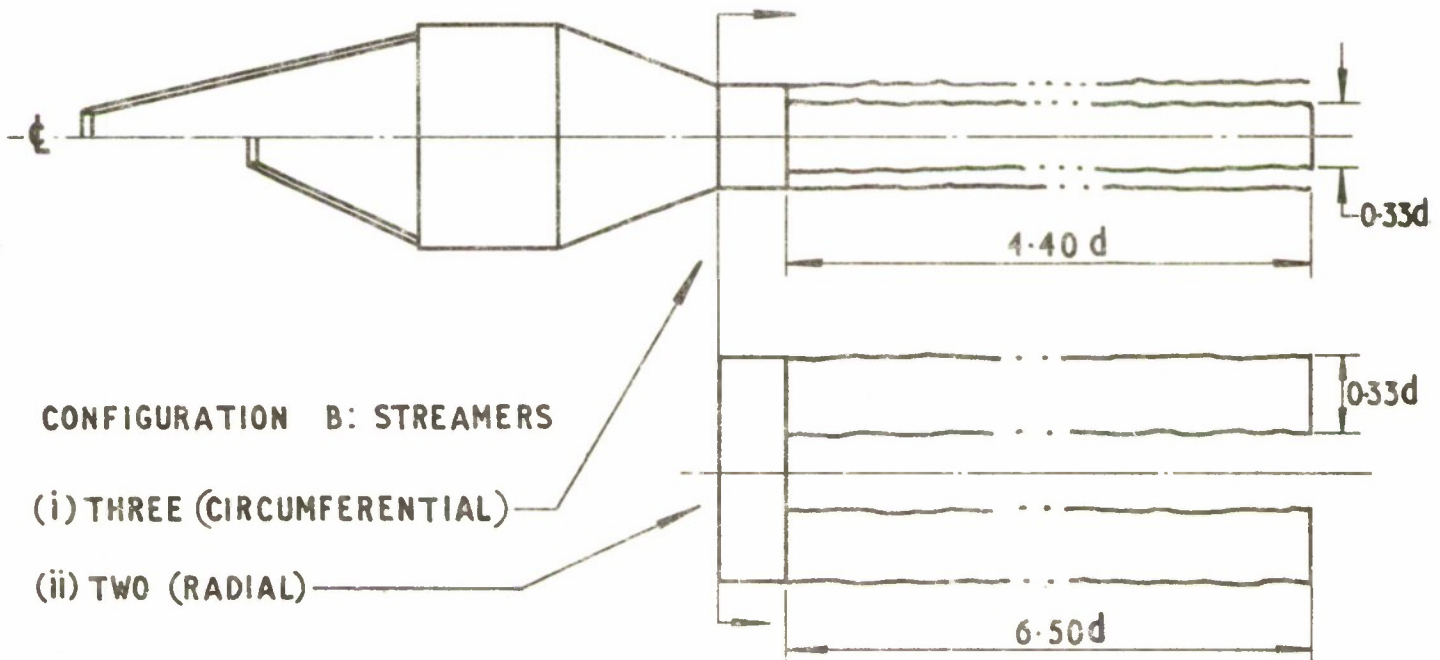 ℄
0·33d
4·40 d
0·33d
CONFIGURATION B: STREAMERS
(i) THREE (CIRCUMFERENTIAL)
(ii) TWO (RADIAL)
6·50d